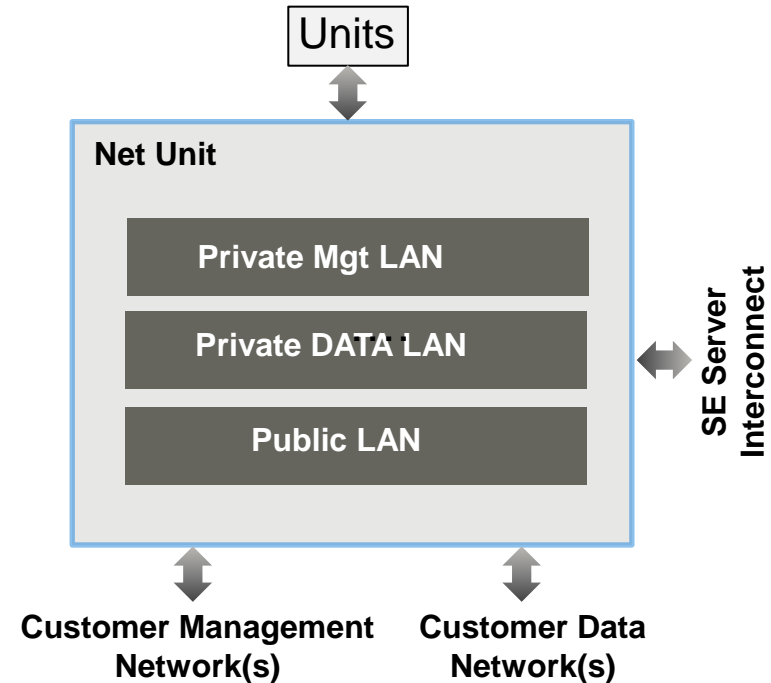 Units
Net Unit
Private Mgt LAN
....
Private DATA LAN
Public LAN
SE Server
Interconnect
Customer Management
Network(s)
Customer Data
Network(s)